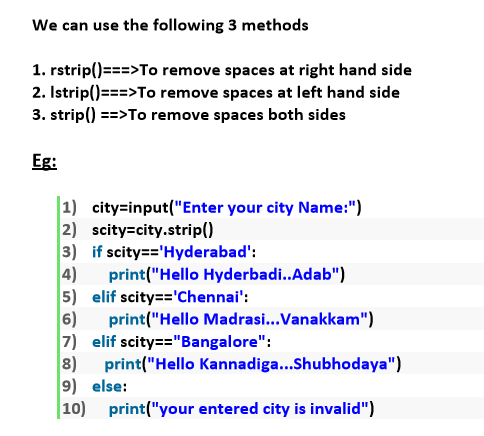 We can use the following 3 methods
1. rstrip()===>To remove spaces at right hand side
2. lstrip()===>To remove spaces at left hand side
3. strip() ==>To remove spaces both sides
Eg:
1) city=input("Enter your city Name:")
2) scity=city.strip()
3) if scity=='Hyderabad':
4) print("Hello Hyderbadi..Adab")
5) elif scity=='Chennai':
6) print("Hello Madrasi...Vanakkam")
7) elif scity=="Bangalore":
8) print("Hello Kannadiga...Shubhodaya")
9) else:
10) print("your entered city is invalid")